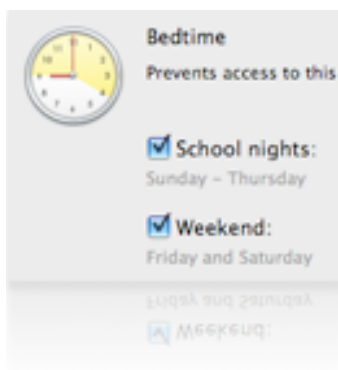 Bedtime
Prevents access to this
School nights:
Sunday – Thursday
Weekend:
Friday and Saturday